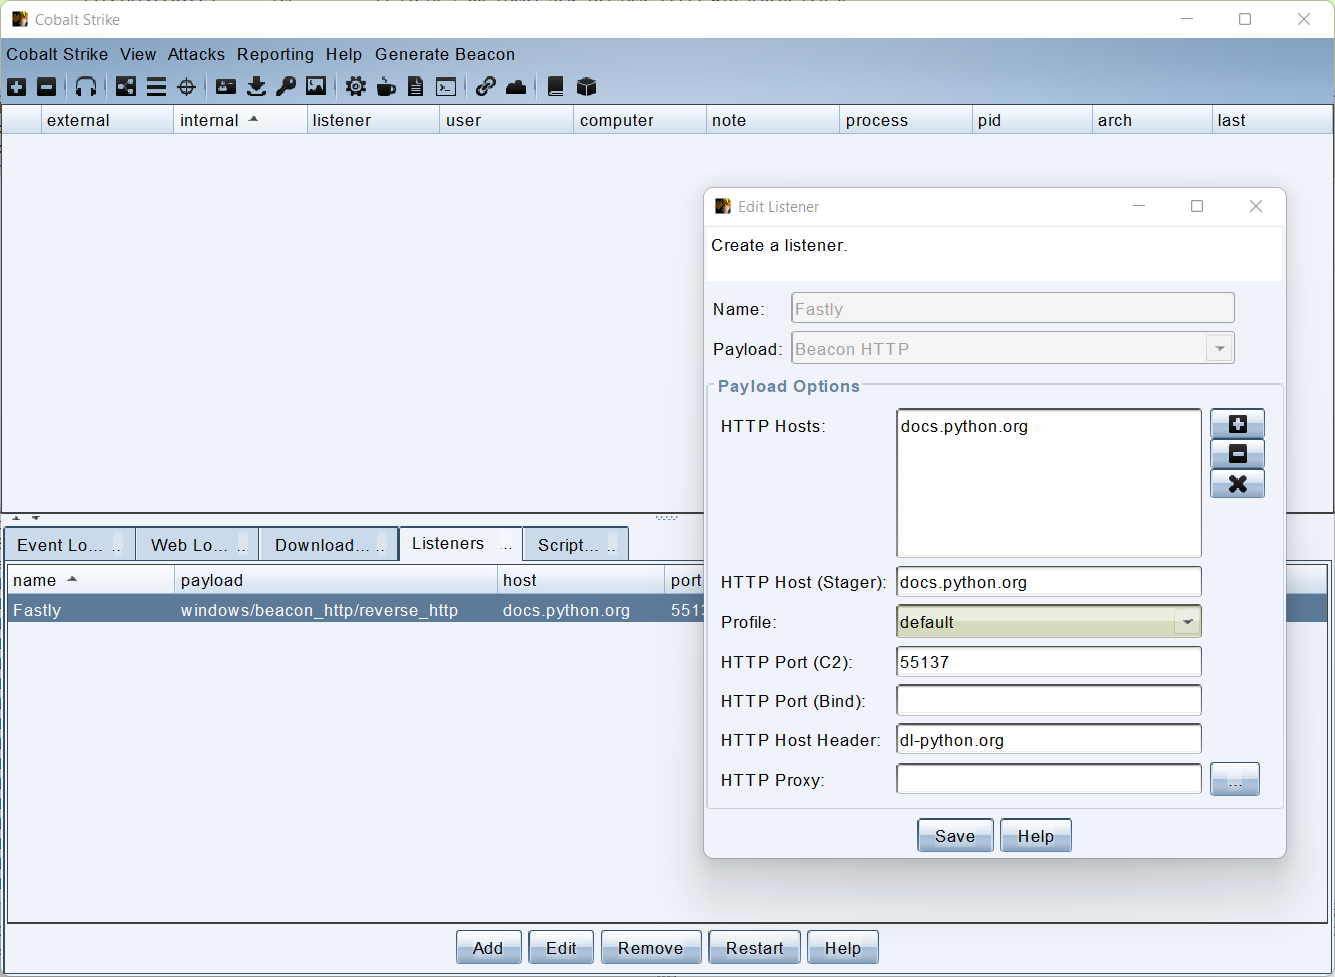 Cobalt Strike
Cobalt Strike View Attacks Reporting Help Generate Beacon
external internal listener user computer note process pid arch last
Edit Listener
Create a listener.
Name: Fastly
Payload: Beacon HTTP
Payload Options
HTTP Hosts: docs.python.org
HTTP Host (Stager): docs.python.org
Profile: default
HTTP Port (C2): 55137
HTTP Port (Bind):
HTTP Host Header: dl-python.org
HTTP Proxy: ...
Save Help
Event Lo... ... Web Lo... ... Download... ... Listeners ... Script... ...
name payload host port
Fastly windows/beacon_http/reverse_http docs.python.org
Add Edit Remove Restart Help